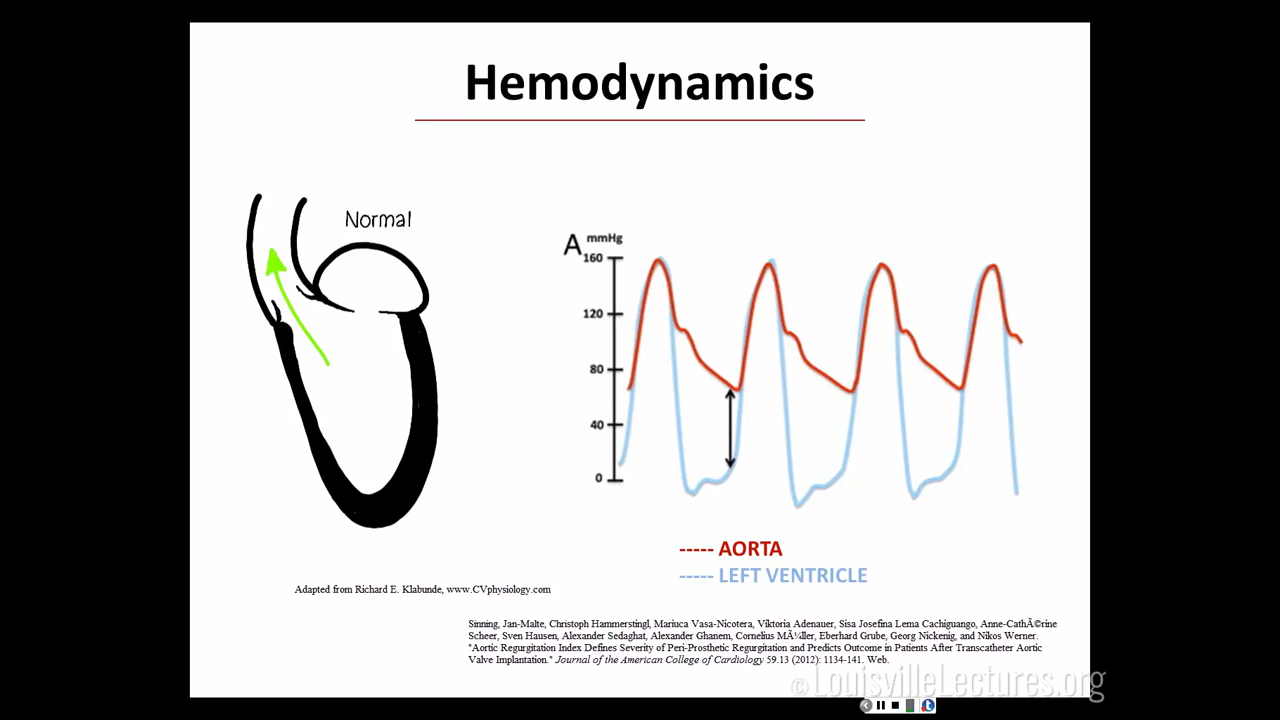 Hemodynamics
Normal
A mmHg
160
120
80
40
0
----- AORTA
----- LEFT VENTRICLE
Adapted from Richard E. Klabunde, www.CVphysiology.com
Sinning, Jan-Malte, Christoph Hammerstingl, Mariuca Vasa-Nicotera, Viktoria Adenauer, Sisa Josefina Lema Cachiguango, Anne-CathÃ©rine
Scheer, Sven Hausen, Alexander Sedaghat, Alexander Ghanem, Cornelius MÃ¼ller, Eberhard Grube, Georg Nickenig, and Nikos Werner.
"Aortic Regurgitation Index Defines Severity of Peri-Prosthetic Regurgitation and Predicts Outcome in Patients After Transcatheter Aortic
Valve Implantation." Journal of the American College of Cardiology 59.13 (2012): 1134-141. Web.
©LouisvilleLectures.org